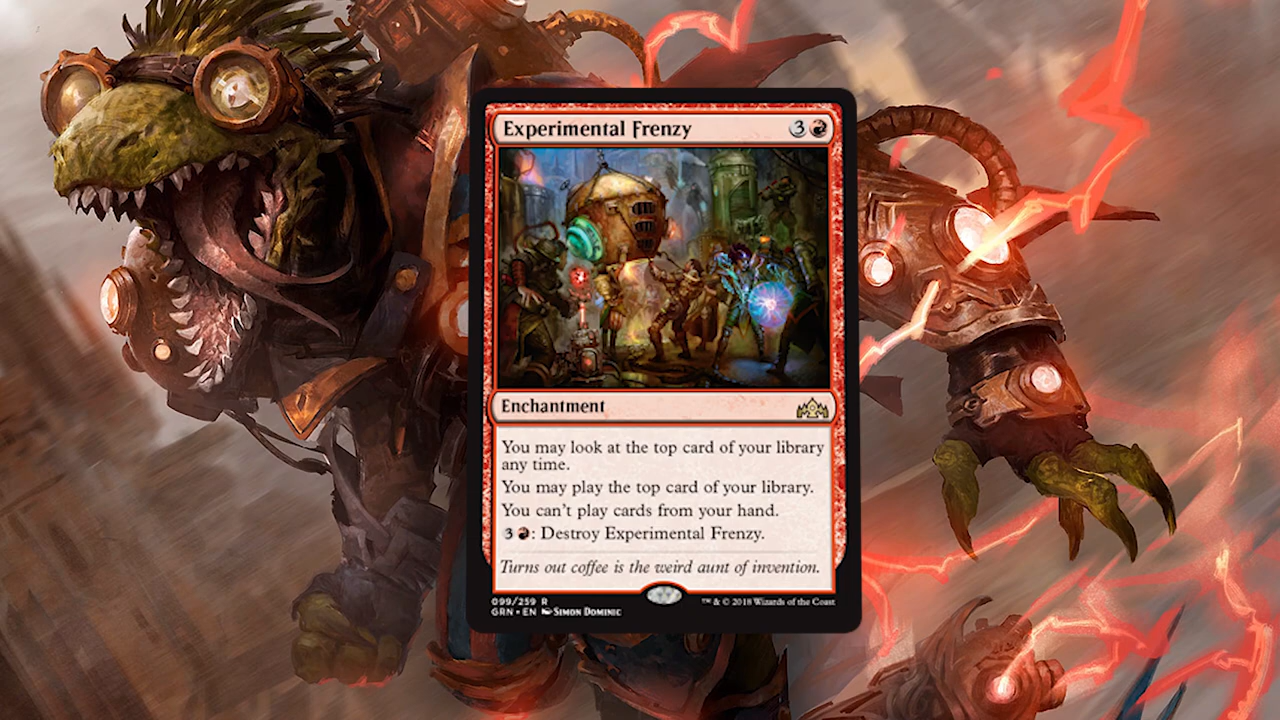 Experimental Frenzy 3
Enchantment
You may look at the top card of your library
any time.
You may play the top card of your library.
You can't play cards from your hand.
3 : Destroy Experimental Frenzy.
Turns out coffee is the weird aunt of invention.
099/259 R
GRN • EN Simon Dominic
™ & © 2018 Wizards of the Coast